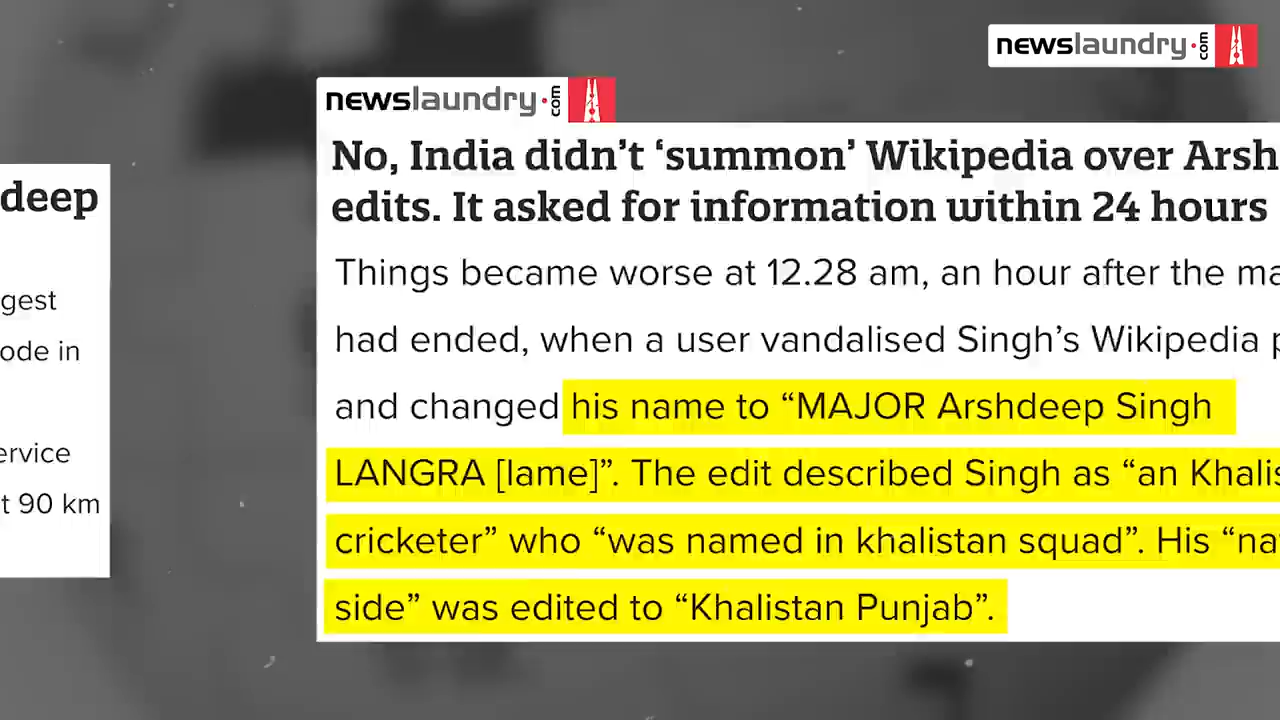 newslaundry.com
newslaundry.com
deep
gest
ode in
ervice
t 90 km
No, India didn’t ‘summon’ Wikipedia over Arsh
edits. It asked for information within 24 hours
Things became worse at 12.28 am, an hour after the ma
had ended, when a user vandalised Singh’s Wikipedia p
and changed his name to “MAJOR Arshdeep Singh
LANGRA [lame]”. The edit described Singh as “an Khalis
cricketer” who “was named in khalistan squad”. His “na
side” was edited to “Khalistan Punjab”.